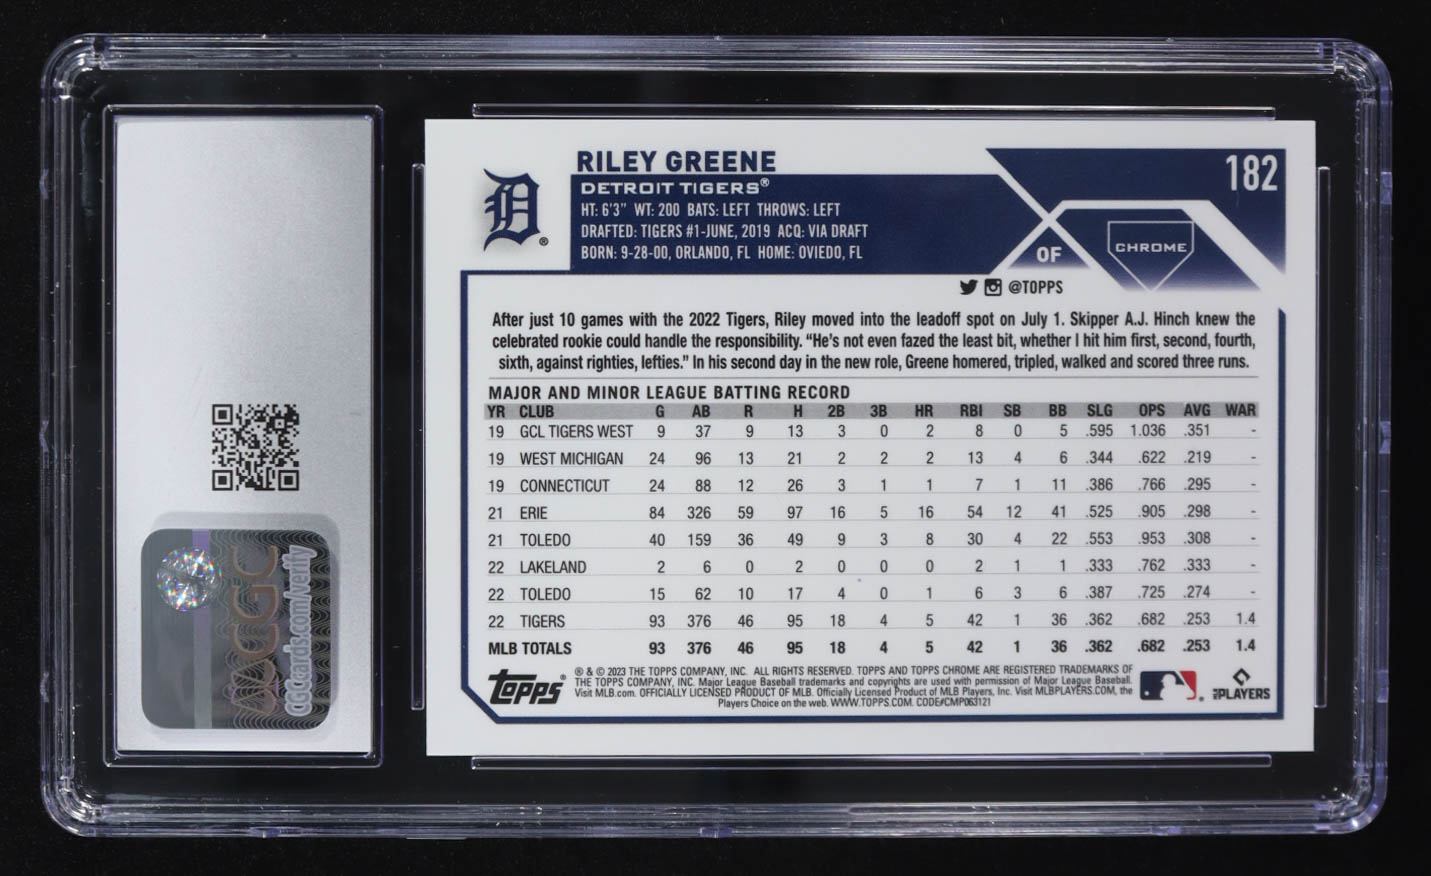 RILEY GREENE
182
DETROIT TIGERS®
HT: 6'3" WT: 200 BATS: LEFT THROWS: LEFT
DRAFTED: TIGERS #1-JUNE, 2019 ACQ: VIA DRAFT
BORN: 9-28-00, ORLANDO, FL HOME: OVIEDO, FL
OF
CHROME
@TOPPS
After just 10 games with the 2022 Tigers, Riley moved into the leadoff spot on July 1. Skipper A.J. Hinch knew the
celebrated rookie could handle the responsibility. “He's not even fazed the least bit, whether I hit him first, second, fourth,
sixth, against righties, lefties.” In his second day in the new role, Greene homered, tripled, walked and scored three runs.
MAJOR AND MINOR LEAGUE BATTING RECORD
YR CLUB G AB R H 2B 3B HR RBI SB BB SLG OPS AVG WAR
19 GCL TIGERS WEST 9 37 9 13 3 0 2 8 0 5 .595 1.036 .351 -
19 WEST MICHIGAN 24 96 13 21 2 2 2 13 4 6 .344 .622 .219 -
19 CONNECTICUT 24 88 12 26 3 1 1 7 1 11 .386 .766 .295 -
21 ERIE 84 326 59 97 16 5 16 54 12 41 .525 .905 .298 -
21 TOLEDO 40 159 36 49 9 3 8 30 4 22 .553 .953 .308 -
22 LAKELAND 2 6 0 2 0 0 0 2 1 1 .333 .762 .333 -
22 TOLEDO 15 62 10 17 4 0 1 6 3 6 .387 .725 .274 -
22 TIGERS 93 376 46 95 18 4 5 42 1 36 .362 .682 .253 1.4
MLB TOTALS 93 376 46 95 18 4 5 42 1 36 .362 .682 .253 1.4
Topps®
® & © 2023 THE TOPPS COMPANY, INC. ALL RIGHTS RESERVED. TOPPS AND TOPPS CHROME ARE REGISTERED TRADEMARKS OF
THE TOPPS COMPANY, INC. Major League Baseball trademarks and copyrights are used with permission of Major League Baseball.
Visit MLB.com. OFFICIALLY LICENSED PRODUCT OF MLB. Officially Licensed Product of MLB Players, Inc. Visit MLBPLAYERS.COM, the
Players Choice on the web. WWW.TOPPS.COM. CODE#CMP063121
MLB PLAYERS
CGC
CGCcards.com/verify